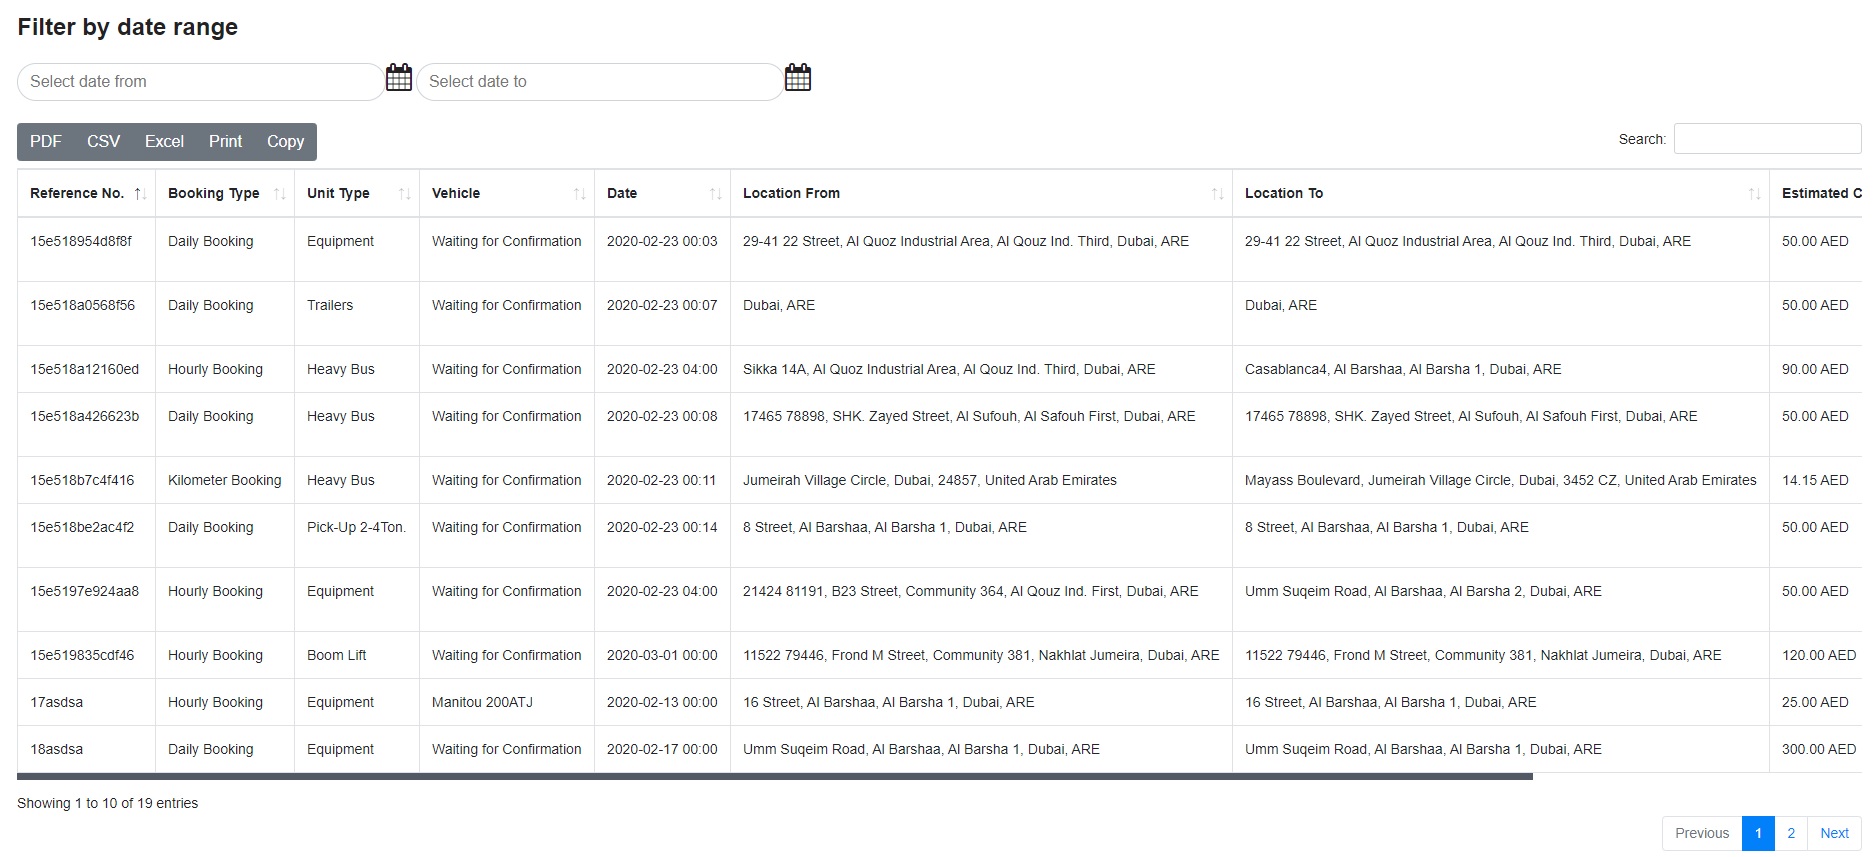 Filter by date range
Select date from Select date to
PDF CSV Excel Print Copy Search:
Reference No. Booking Type Unit Type Vehicle Date Location From Location To Estimated C
15e518954d8f8f Daily Booking Equipment Waiting for Confirmation 2020-02-23 00:03 29-41 22 Street, Al Quoz Industrial Area, Al Qouz Ind. Third, Dubai, ARE 29-41 22 Street, Al Quoz Industrial Area, Al Qouz Ind. Third, Dubai, ARE 50.00 AED
15e518a0568f56 Daily Booking Trailers Waiting for Confirmation 2020-02-23 00:07 Dubai, ARE Dubai, ARE 50.00 AED
15e518a12160ed Hourly Booking Heavy Bus Waiting for Confirmation 2020-02-23 04:00 Sikka 14A, Al Quoz Industrial Area, Al Qouz Ind. Third, Dubai, ARE Casablanca4, Al Barshaa, Al Barsha 1, Dubai, ARE 90.00 AED
15e518a426623b Daily Booking Heavy Bus Waiting for Confirmation 2020-02-23 00:08 17465 78898, SHK. Zayed Street, Al Sufouh, Al Safouh First, Dubai, ARE 17465 78898, SHK. Zayed Street, Al Sufouh, Al Safouh First, Dubai, ARE 50.00 AED
15e518b7c4f416 Kilometer Booking Heavy Bus Waiting for Confirmation 2020-02-23 00:11 Jumeirah Village Circle, Dubai, 24857, United Arab Emirates Mayass Boulevard, Jumeirah Village Circle, Dubai, 3452 CZ, United Arab Emirates 14.15 AED
15e518be2ac4f2 Daily Booking Pick-Up 2-4Ton. Waiting for Confirmation 2020-02-23 00:14 8 Street, Al Barshaa, Al Barsha 1, Dubai, ARE 8 Street, Al Barshaa, Al Barsha 1, Dubai, ARE 50.00 AED
15e5197e924aa8 Hourly Booking Equipment Waiting for Confirmation 2020-02-23 04:00 21424 81191, B23 Street, Community 364, Al Qouz Ind. First, Dubai, ARE Umm Suqeim Road, Al Barshaa, Al Barsha 2, Dubai, ARE 50.00 AED
15e519835cdf46 Hourly Booking Boom Lift Waiting for Confirmation 2020-03-01 00:00 11522 79446, Frond M Street, Community 381, Nakhlat Jumeira, Dubai, ARE 11522 79446, Frond M Street, Community 381, Nakhlat Jumeira, Dubai, ARE 120.00 AED
17asdsa Hourly Booking Equipment Manitou 200ATJ 2020-02-13 00:00 16 Street, Al Barshaa, Al Barsha 1, Dubai, ARE 16 Street, Al Barshaa, Al Barsha 1, Dubai, ARE 25.00 AED
18asdsa Daily Booking Equipment Waiting for Confirmation 2020-02-17 00:00 Umm Suqeim Road, Al Barshaa, Al Barsha 1, Dubai, ARE Umm Suqeim Road, Al Barshaa, Al Barsha 1, Dubai, ARE 300.00 AED
Showing 1 to 10 of 19 entries
Previous 1 2 Next